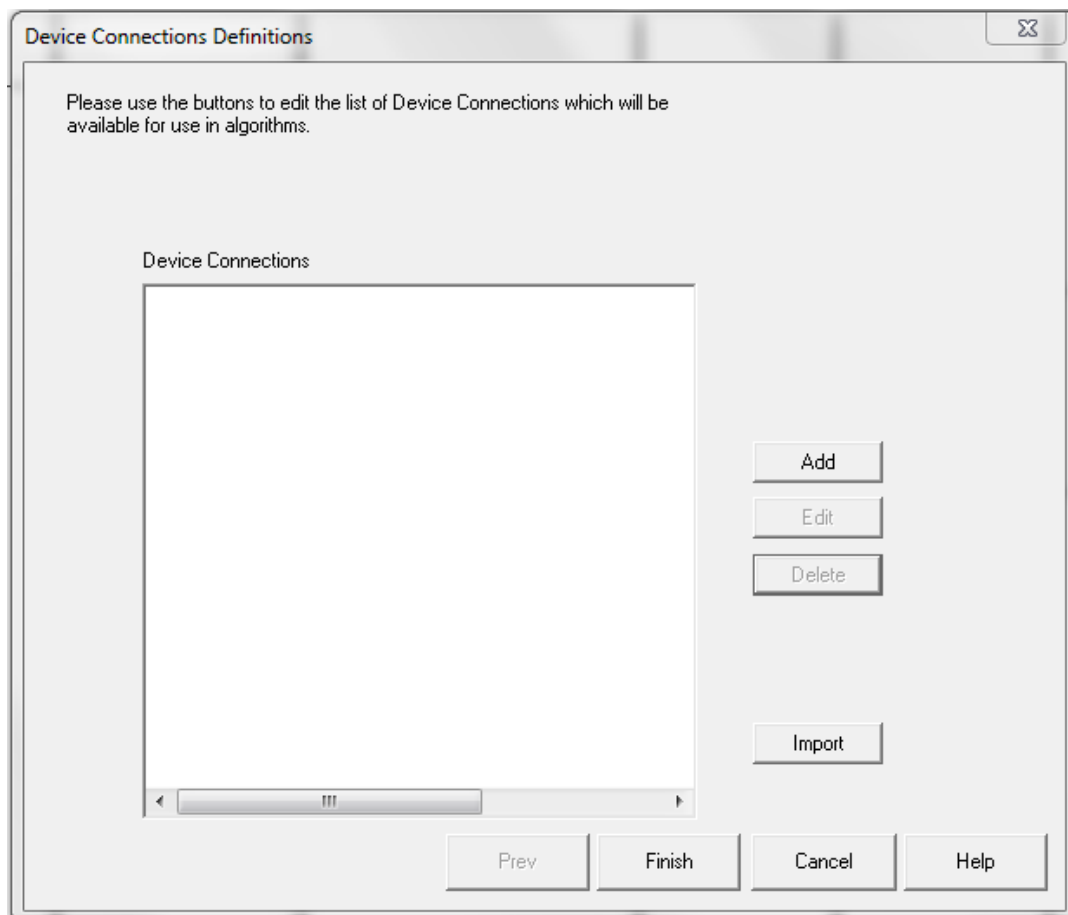 Device Connections Definitions
Please use the buttons to edit the list of Device Connections which will be
available for use in algorithms.
Device Connections
Add
Edit
Delete
Import
Prev
Finish
Cancel
Help